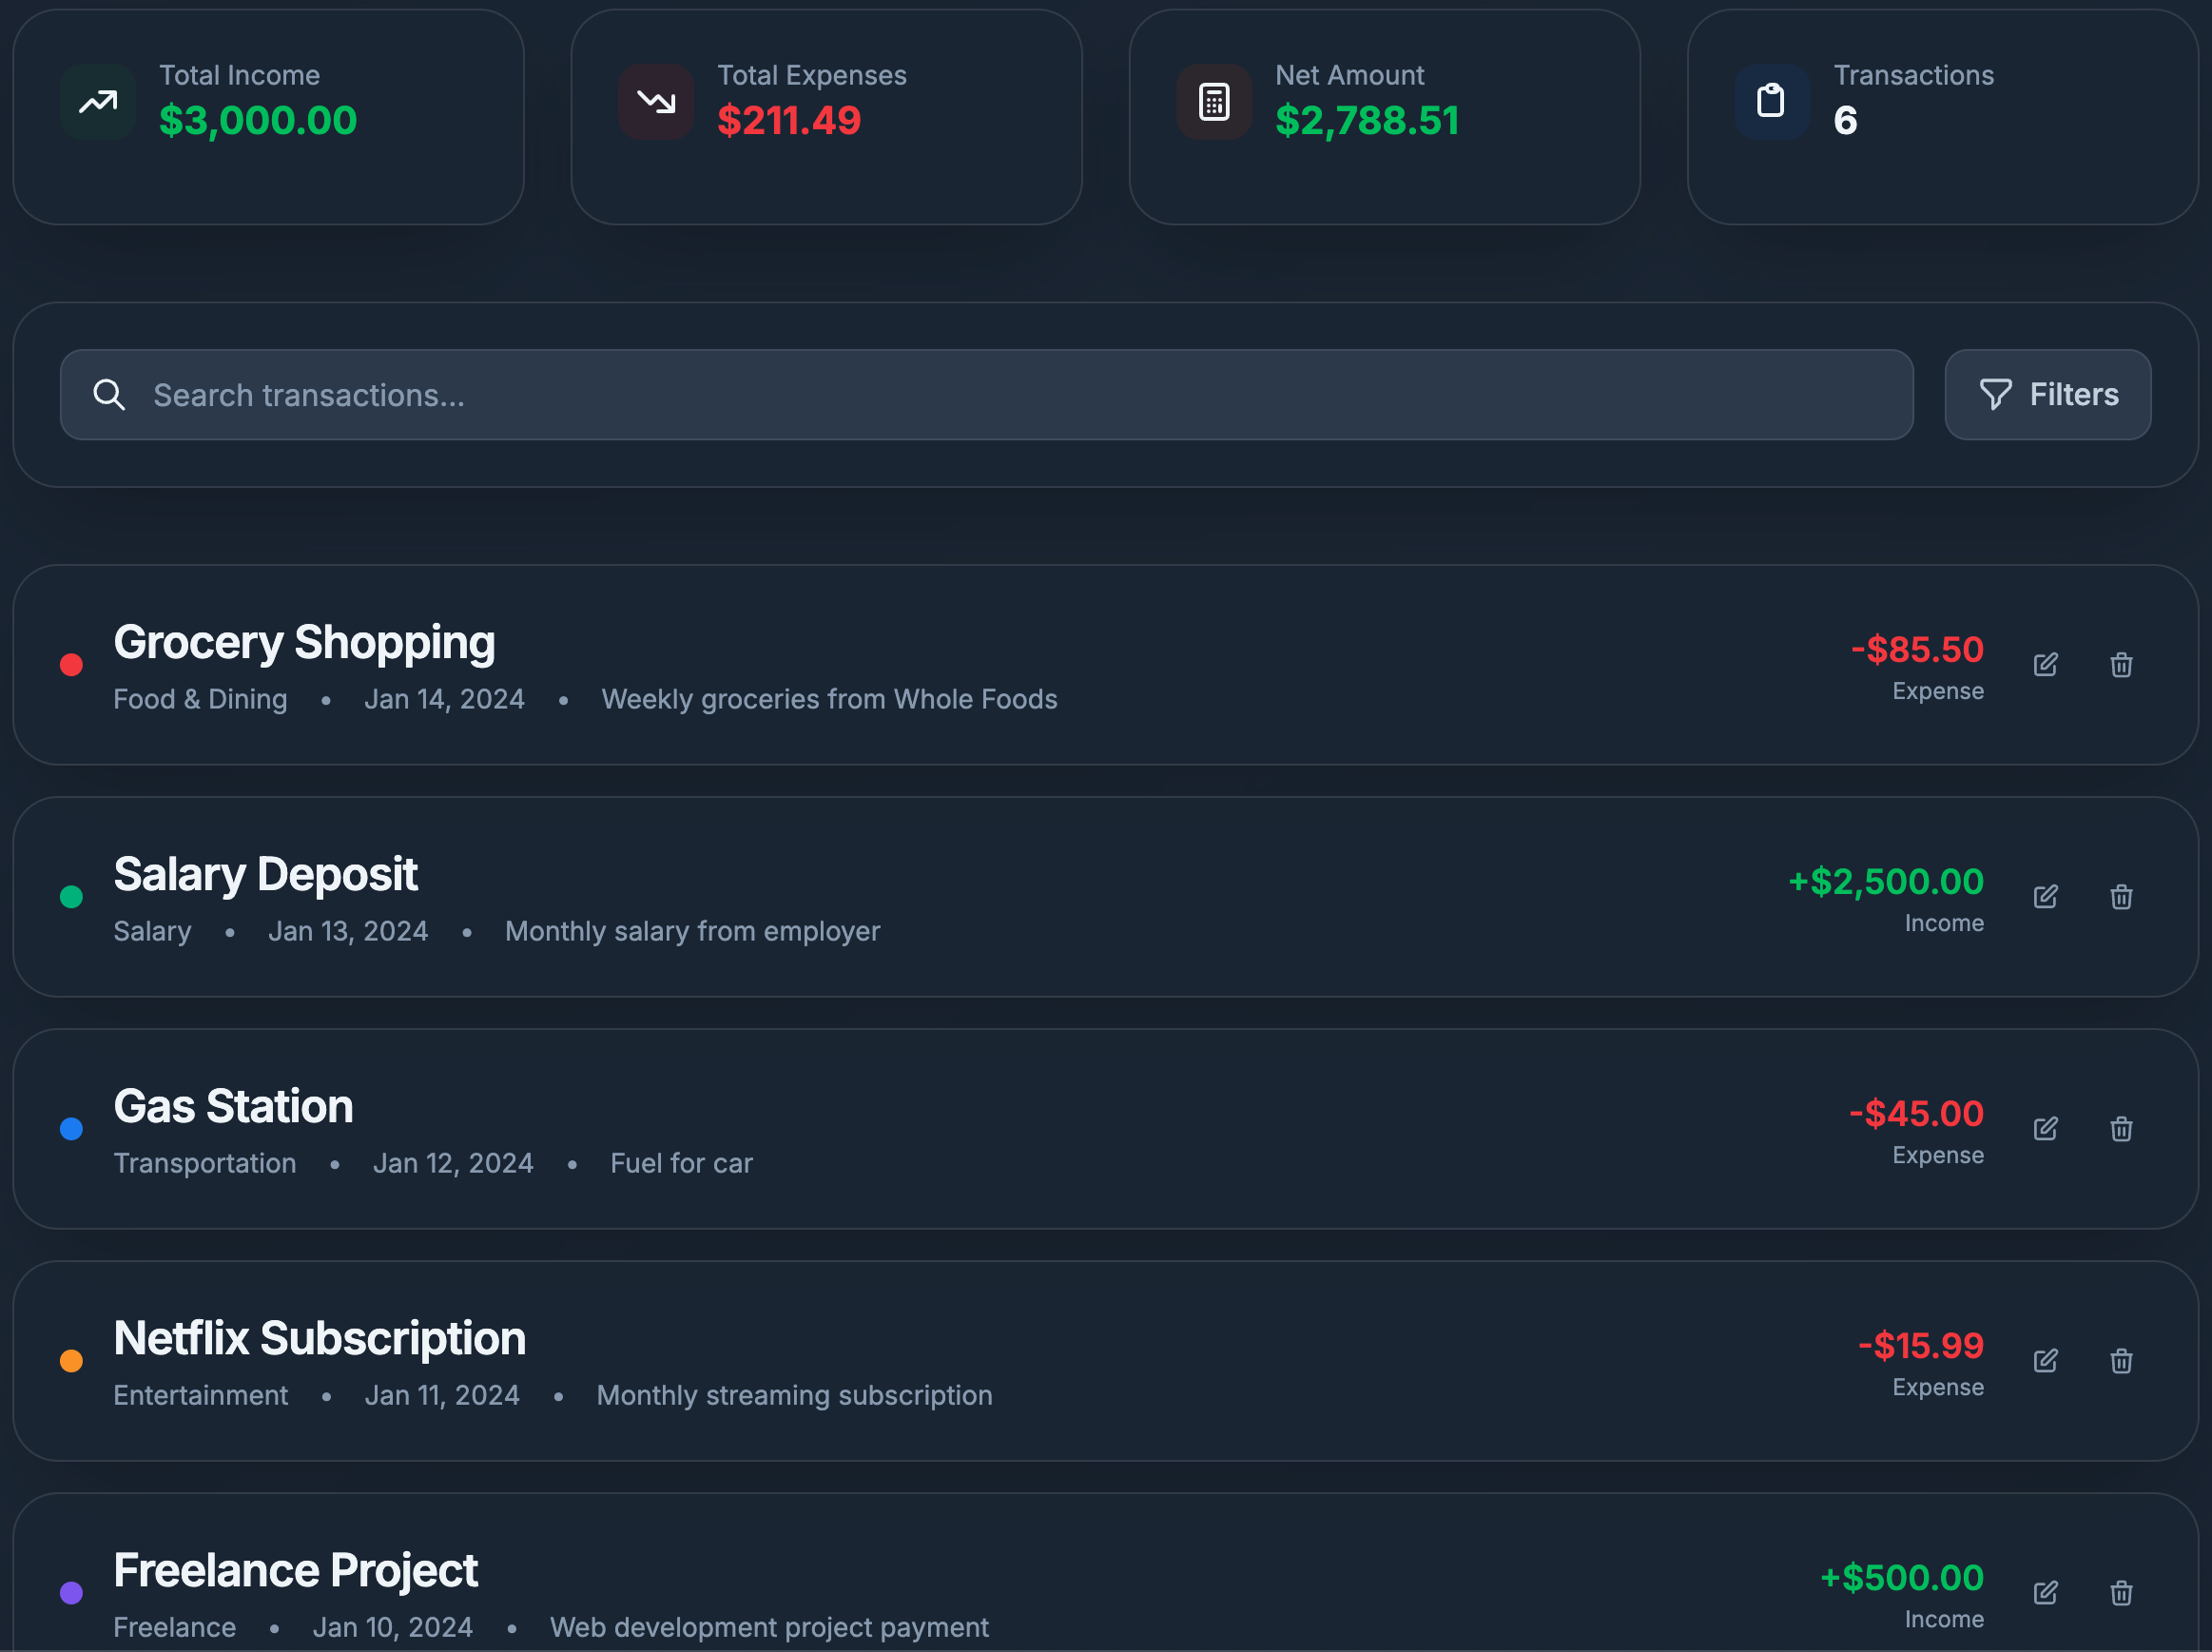 Total Income
$3,000.00
Total Expenses
$211.49
Net Amount
$2,788.51
Transactions
6
Search transactions...
Filters
Grocery Shopping
Food & Dining • Jan 14, 2024 • Weekly groceries from Whole Foods
-$85.50
Expense
Salary Deposit
Salary • Jan 13, 2024 • Monthly salary from employer
+$2,500.00
Income
Gas Station
Transportation • Jan 12, 2024 • Fuel for car
-$45.00
Expense
Netflix Subscription
Entertainment • Jan 11, 2024 • Monthly streaming subscription
-$15.99
Expense
Freelance Project
Freelance • Jan 10, 2024 • Web development project payment
+$500.00
Income